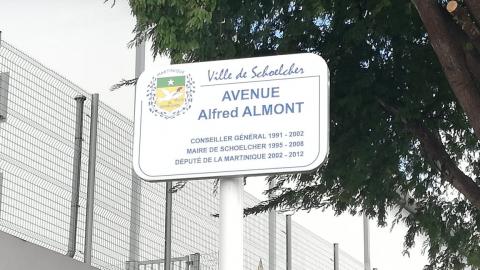 MARTINIQUE
Ville de Schoelcher
AVENUE
Alfred ALMONT
CONSEILLER GÉNÉRAL 1991 - 2002
MAIRE DE SCHOELCHER 1995 - 2008
DÉPUTÉ DE LA MARTINIQUE 2002 - 2012